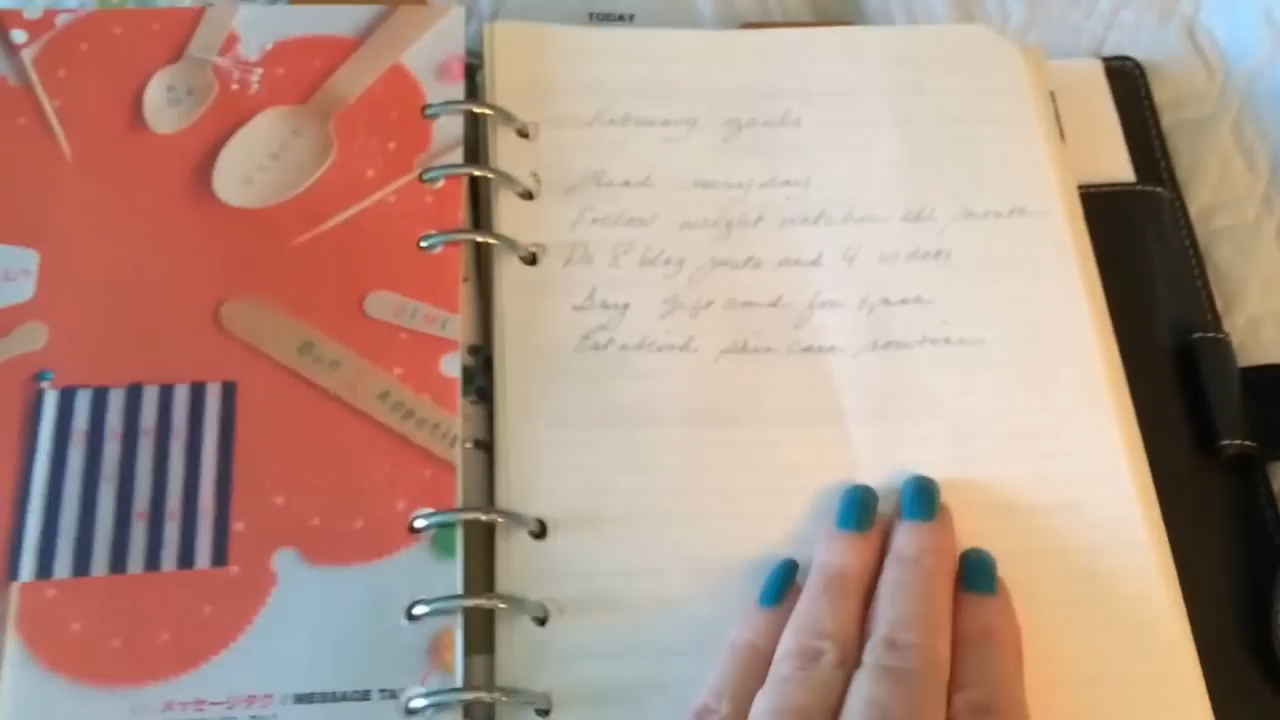 TODAY
February goals
Read everyday
Follow weight watchers all month
Do 8 blog posts and 4 videos
Buy gift card for
Establish skin care routine
Bon Appetit
メッセージタグ / MESSAGE TA